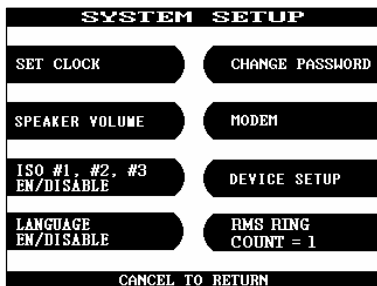 SYSTEM SETUP
SET CLOCK
CHANGE PASSWORD
SPEAKER VOLUME
MODEM
ISO #1, #2, #3
EN/DISABLE
DEVICE SETUP
LANGUAGE
EN/DISABLE
RMS RING
COUNT = 1
CANCEL TO RETURN